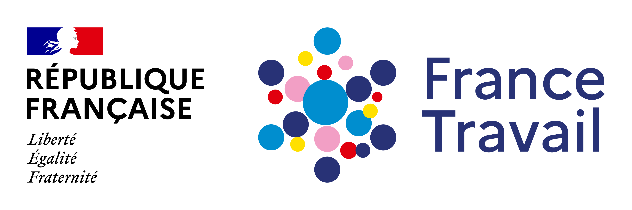 RÉPUBLIQUE
FRANÇAISE
Liberté
Égalité
Fraternité
France
Travail